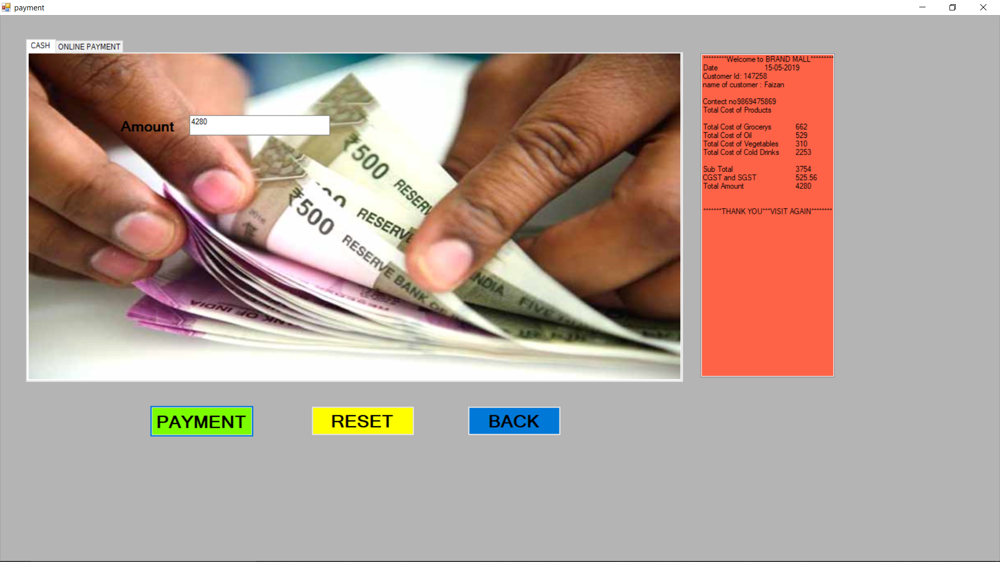 payment
CASH
ONLINE PAYMENT
Amount
4280
₹500
RESERV
RESERVE
₹500
RESERVE BANK OF
INDIA
FIVE
2016
*********Welcome to BRAND MALL*********
Date 15-05-2019
Customer Id: 147258
name of customer : Faizan
Contect no9869475869
Total Cost of Products
Total Cost of Grocerys 662
Total Cost of Oil 529
Total Cost of Vegetables 310
Total Cost of Cold Drinks 2253
Sub Total 3754
CGST and SGST 525.56
Total Amount 4280
*******THANK YOU***VISIT AGAIN********
PAYMENT
RESET
BACK